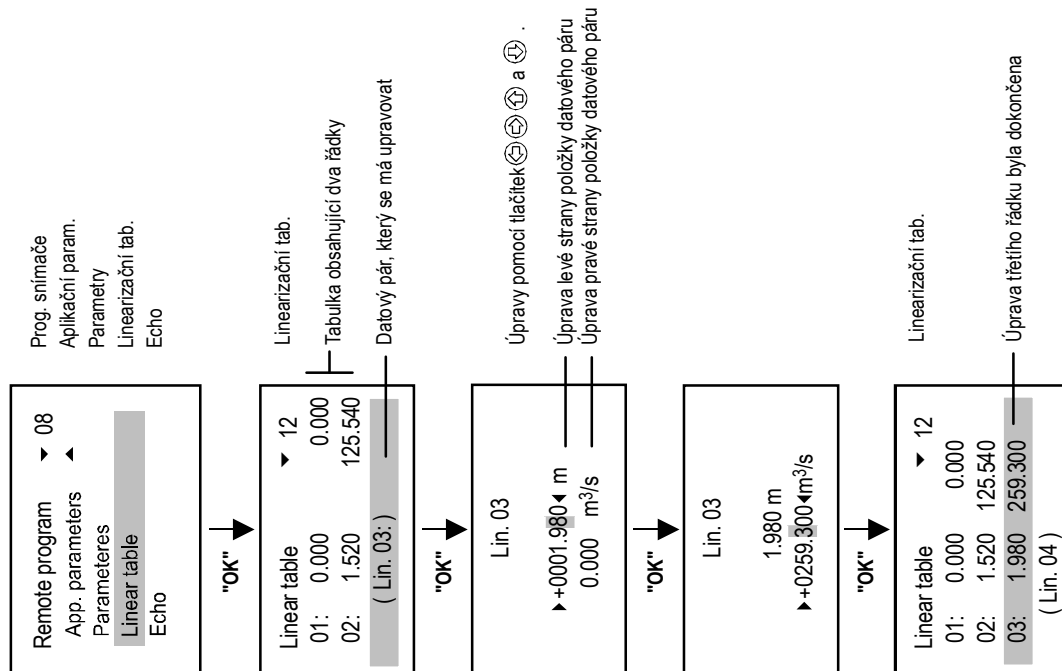 Remote program ▼ 08
App. parameters ▲
Parameteres
Linear table
Echo
Prog. snímače
Aplikační param.
Parametry
Linearizační tab.
Echo
"OK"
Linear table ▼ 12
01: 0.000 0.000
02: 1.520 125.540
( Lin. 03: )
Linearizační tab.
Tabulka obsahující dva řádky
Datový pár, který se má upravovat
"OK"
Lin. 03
▶+0001.980◀ m
0.000 m³/s
Úpravy pomocí tlačítek ⇦ ⇨ ⇧ a ⇩ .
Úprava levé strany položky datového páru
Úprava pravé strany položky datového páru
"OK"
Lin. 03
1.980 m
▶+0259.300◀m³/s
"OK"
Linear table ▼ 12
01: 0.000 0.000
02: 1.520 125.540
03: 1.980 259.300
( Lin. 04 )
Linearizační tab.
Úprava třetího řádku byla dokončena